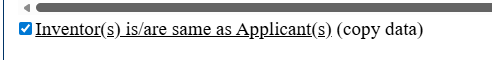 Inventor(s) is/are same as Applicant(s) (copy data)